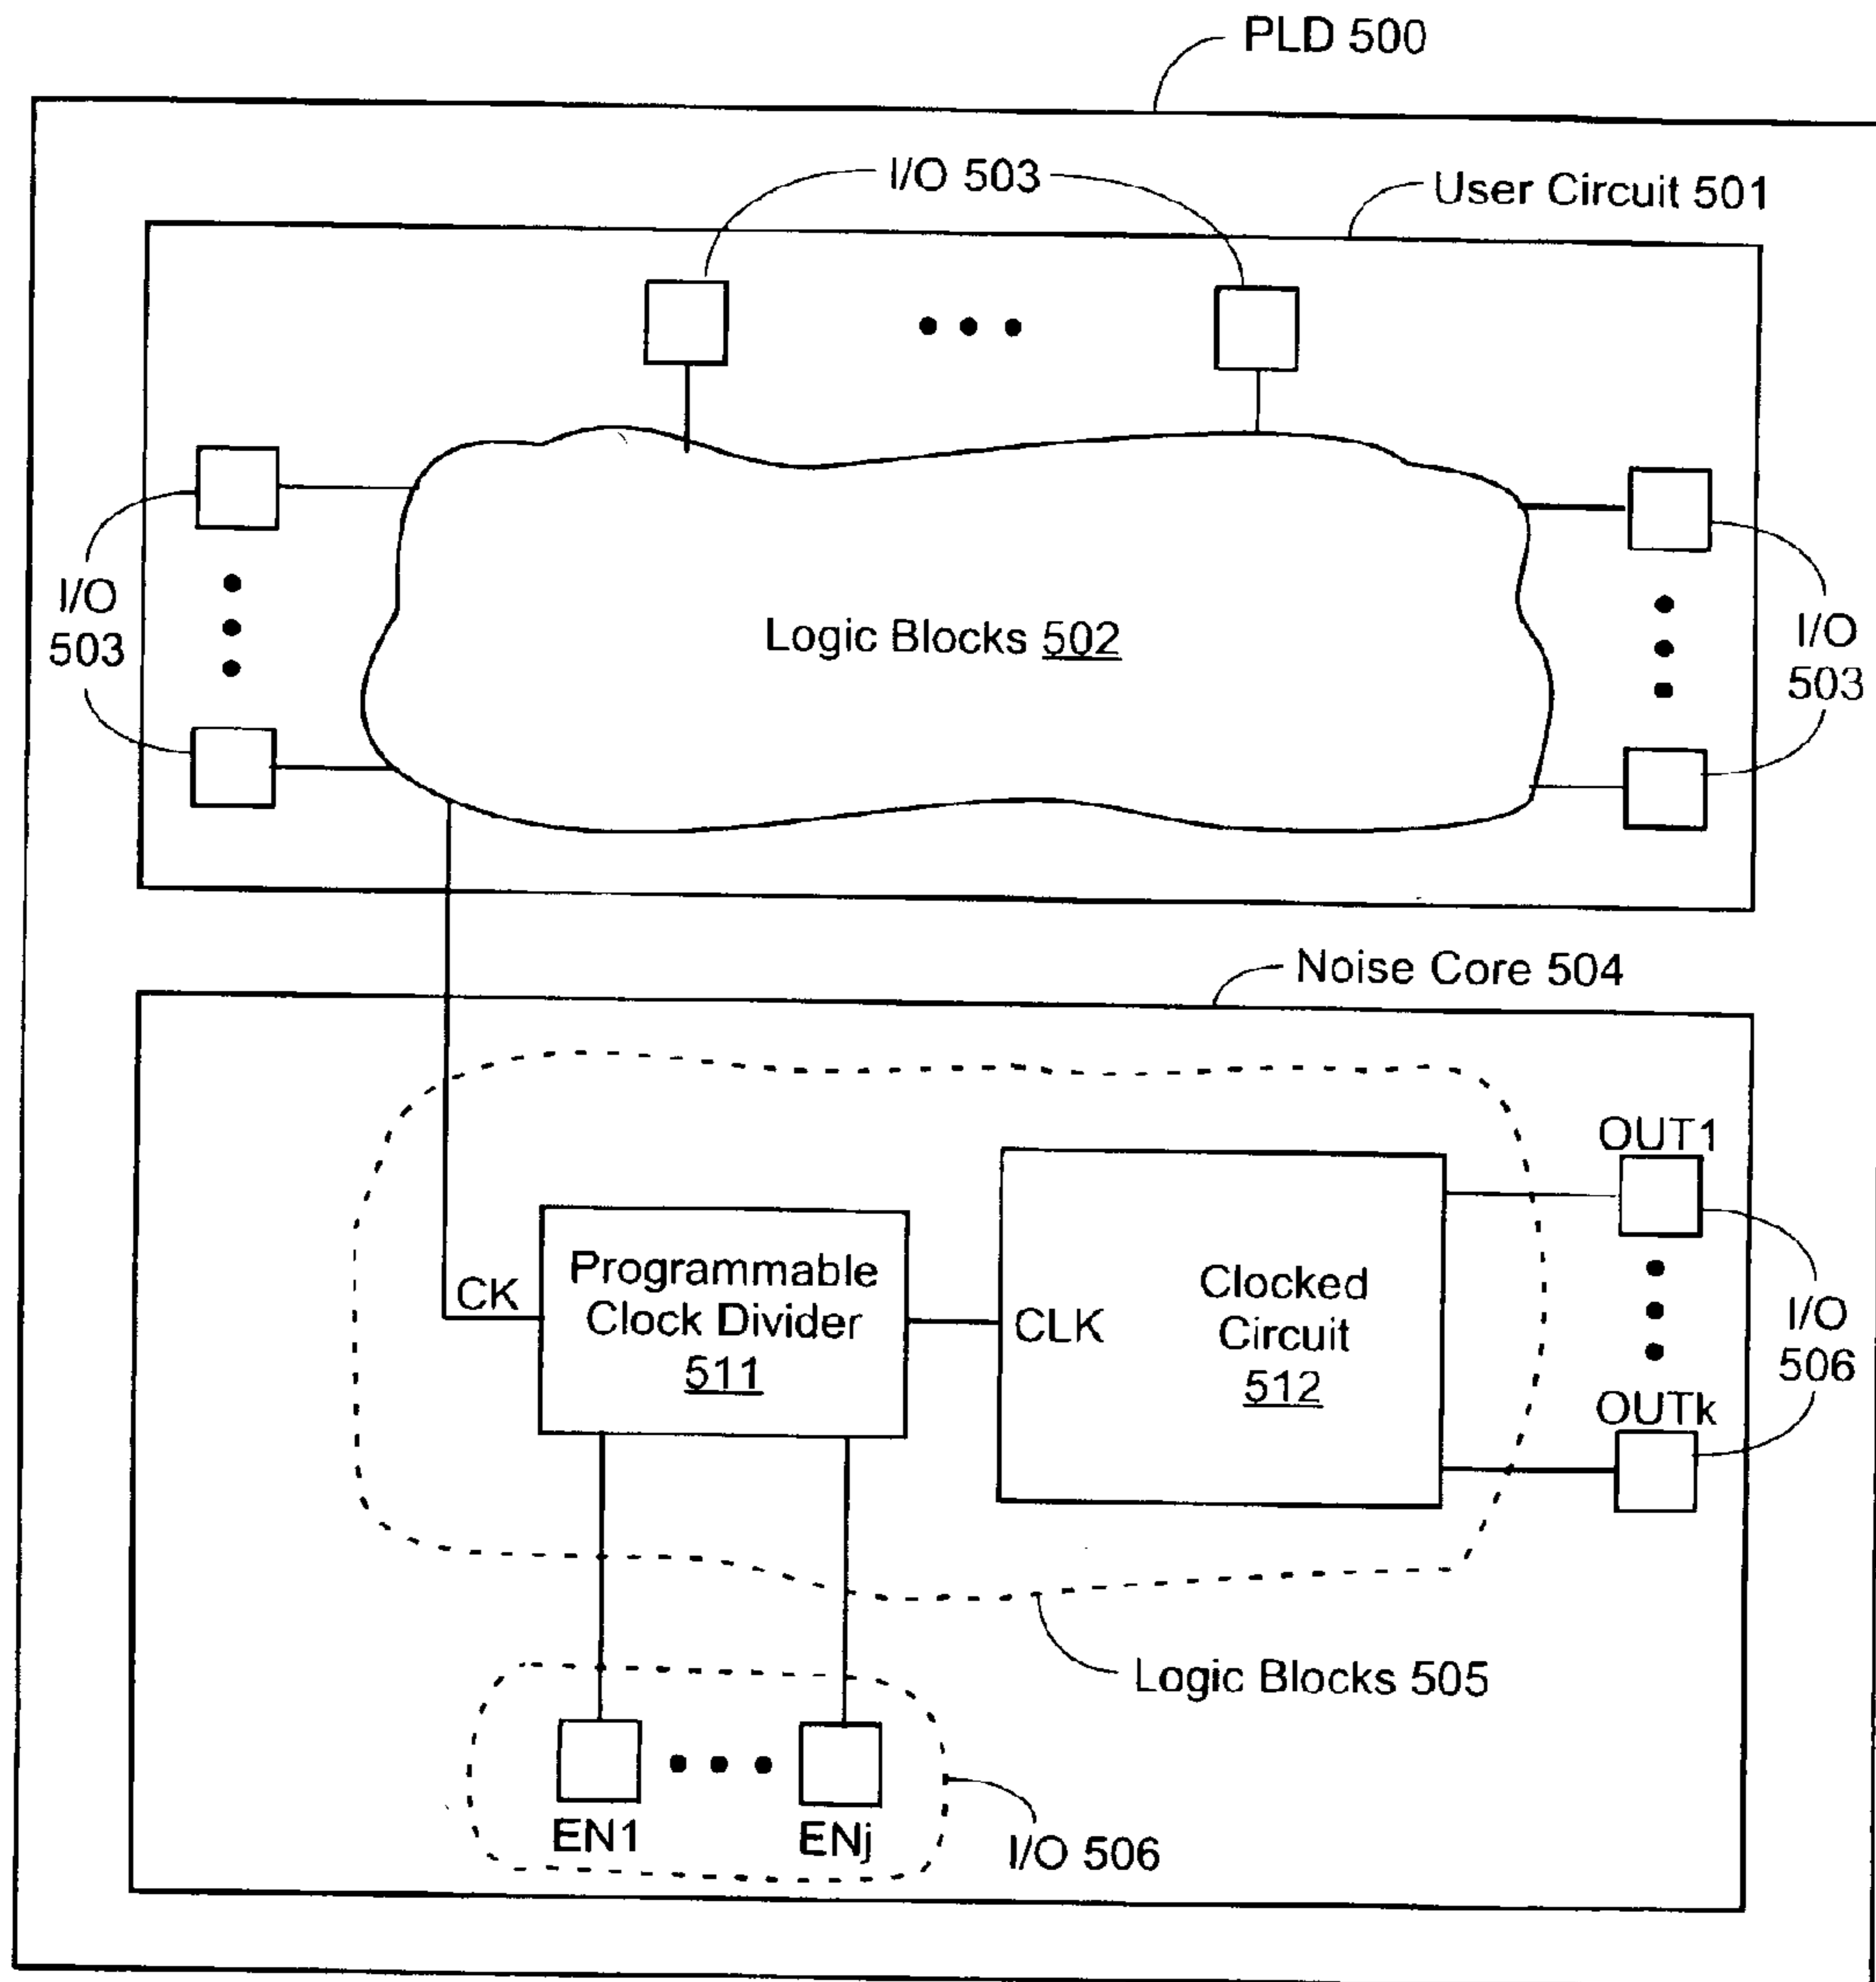 PLD 500
I/O 503
User Circuit 501
I/O
503
Logic Blocks 502
I/O
503
Noise Core 504
OUT1
CK
Programmable
Clock Divider
511
CLK
Clocked
Circuit
512
I/O
506
OUTk
Logic Blocks 505
EN1
ENj
I/O 506